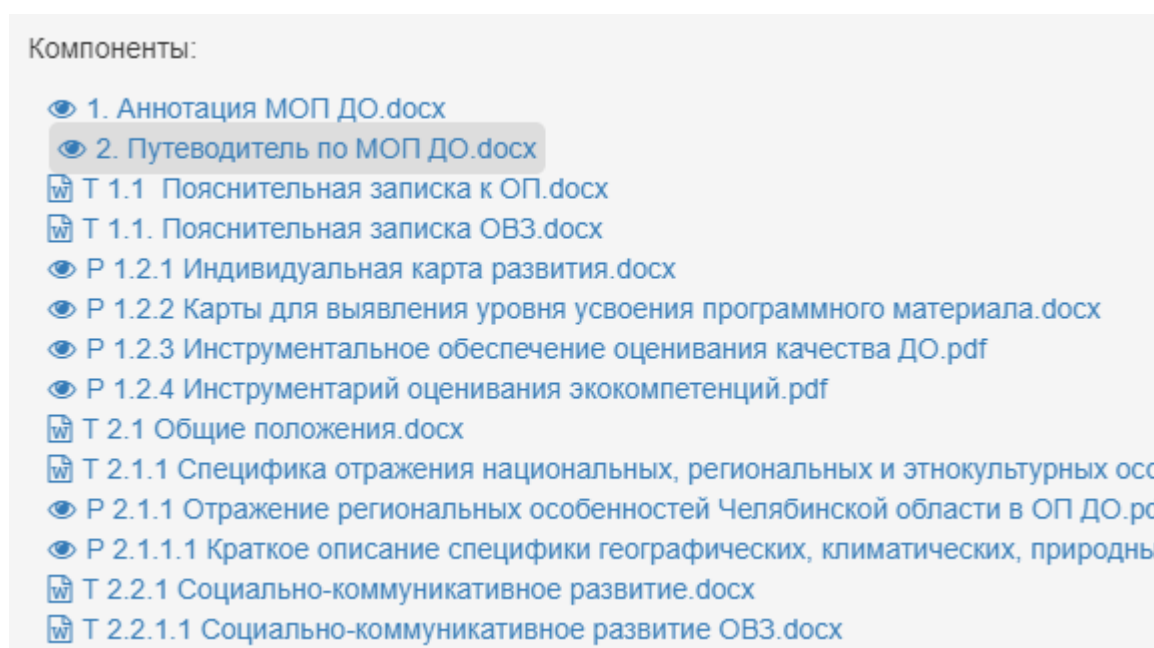 Компоненты:
1. Аннотация МОП ДО.docx
2. Путеводитель по МОП ДО.docx
Т 1.1 Пояснительная записка к ОП.docx
Т 1.1. Пояснительная записка ОВЗ.docx
Р 1.2.1 Индивидуальная карта развития.docx
Р 1.2.2 Карты для выявления уровня усвоения программного материала.docx
Р 1.2.3 Инструментальное обеспечение оценивания качества ДО.pdf
Р 1.2.4 Инструментарий оценивания экокомпетенций.pdf
Т 2.1 Общие положения.docx
Т 2.1.1 Специфика отражения национальных, региональных и этнокультурных
Р 2.1.1 Отражение региональных особенностей Челябинской области в ОП ДО
Р 2.1.1.1 Краткое описание специфики географических, климатических,
Т 2.2.1 Социально-коммуникативное развитие.docx
Т 2.2.1.1 Социально-коммуникативное развитие ОВЗ.docx